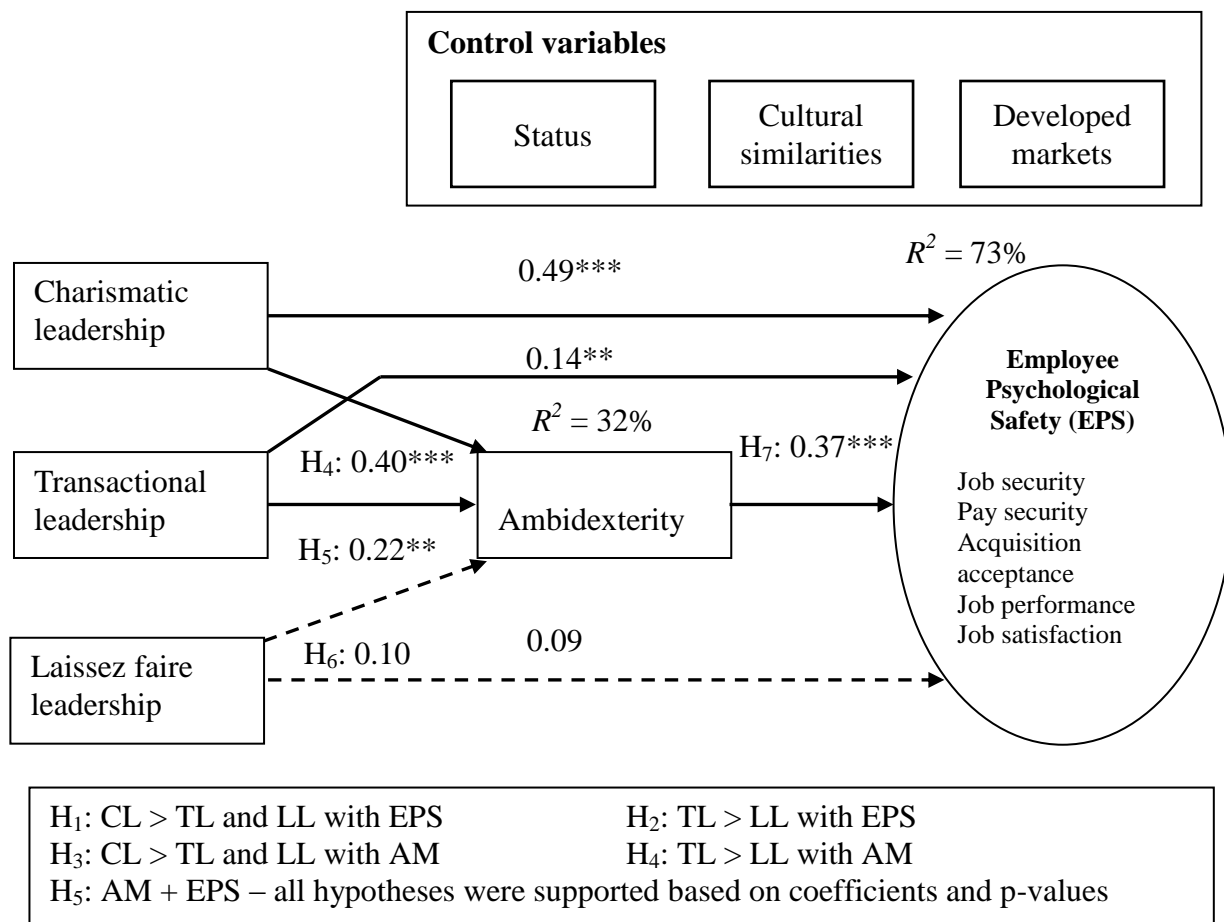 Control variables
Status
Cultural
similarities
Developed
markets
R² = 73%
0.49***
Charismatic
leadership
0.14**
R² = 32%
Employee
Psychological
Safety (EPS)
H₄: 0.40***
H₇: 0.37***
Transactional
leadership
Ambidexterity
Job security
Pay security
Acquisition
acceptance
Job performance
Job satisfaction
H₅: 0.22**
H₆: 0.10
0.09
Laissez faire
leadership
H₁: CL > TL and LL with EPS H₂: TL > LL with EPS
H₃: CL > TL and LL with AM H₄: TL > LL with AM
H₅: AM + EPS – all hypotheses were supported based on coefficients and p-values